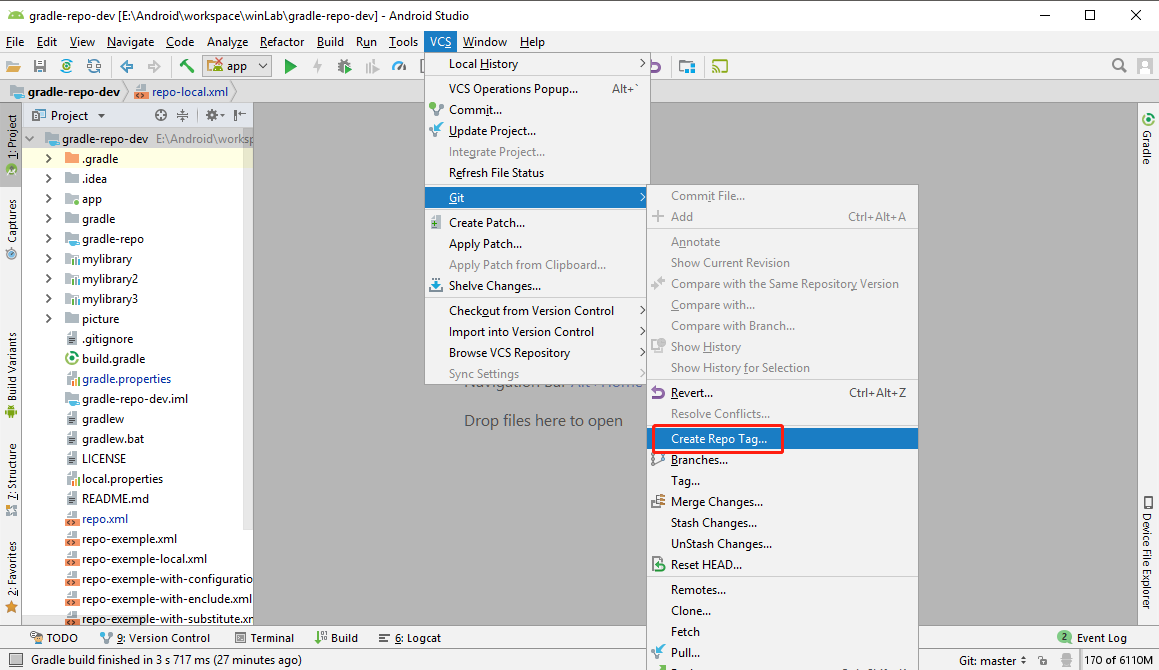 gradle-repo-dev [E:\Android\workspace\winLab\gradle-repo-dev] - Android Studio
File Edit View Navigate Code Analyze Refactor Build Run Tools VCS Window Help
app
gradle-repo-dev repo-local.xml
Project
gradle-repo-dev E:\Android\worksp
.gradle
.idea
app
gradle
gradle-repo
mylibrary
mylibrary2
mylibrary3
picture
.gitignore
build.gradle
gradle.properties
gradle-repo-dev.iml
gradlew
gradlew.bat
LICENSE
local.properties
README.md
repo.xml
repo-exemple.xml
repo-exemple-local.xml
repo-exemple-with-configuratio
repo-exemple-with-enclude.xml
repo-exemple-with-substitute.xm
1: Project
Captures
Build Variants
7: Structure
2: Favorites
Local History
VCS Operations Popup... Alt+`
Commit...
Update Project...
Integrate Project...
Refresh File Status
Git
Create Patch...
Apply Patch...
Apply Patch from Clipboard...
Shelve Changes...
Checkout from Version Control
Import into Version Control
Browse VCS Repository
Sync Settings
Navigation Bar Alt+Home
Drop files here to open
Commit File...
Add Ctrl+Alt+A
Annotate
Show Current Revision
Compare with the Same Repository Version
Compare with...
Compare with Branch...
Show History
Show History for Selection
Revert... Ctrl+Alt+Z
Resolve Conflicts...
Create Repo Tag...
Branches...
Tag...
Merge Changes...
Stash Changes...
UnStash Changes...
Reset HEAD...
Remotes...
Clone...
Fetch
Pull...
Gradle
Device File Explorer
TODO 9: Version Control Terminal Build 6: Logcat 2 Event Log
Gradle build finished in 3 s 717 ms (27 minutes ago) Git: master 170 of 6110M